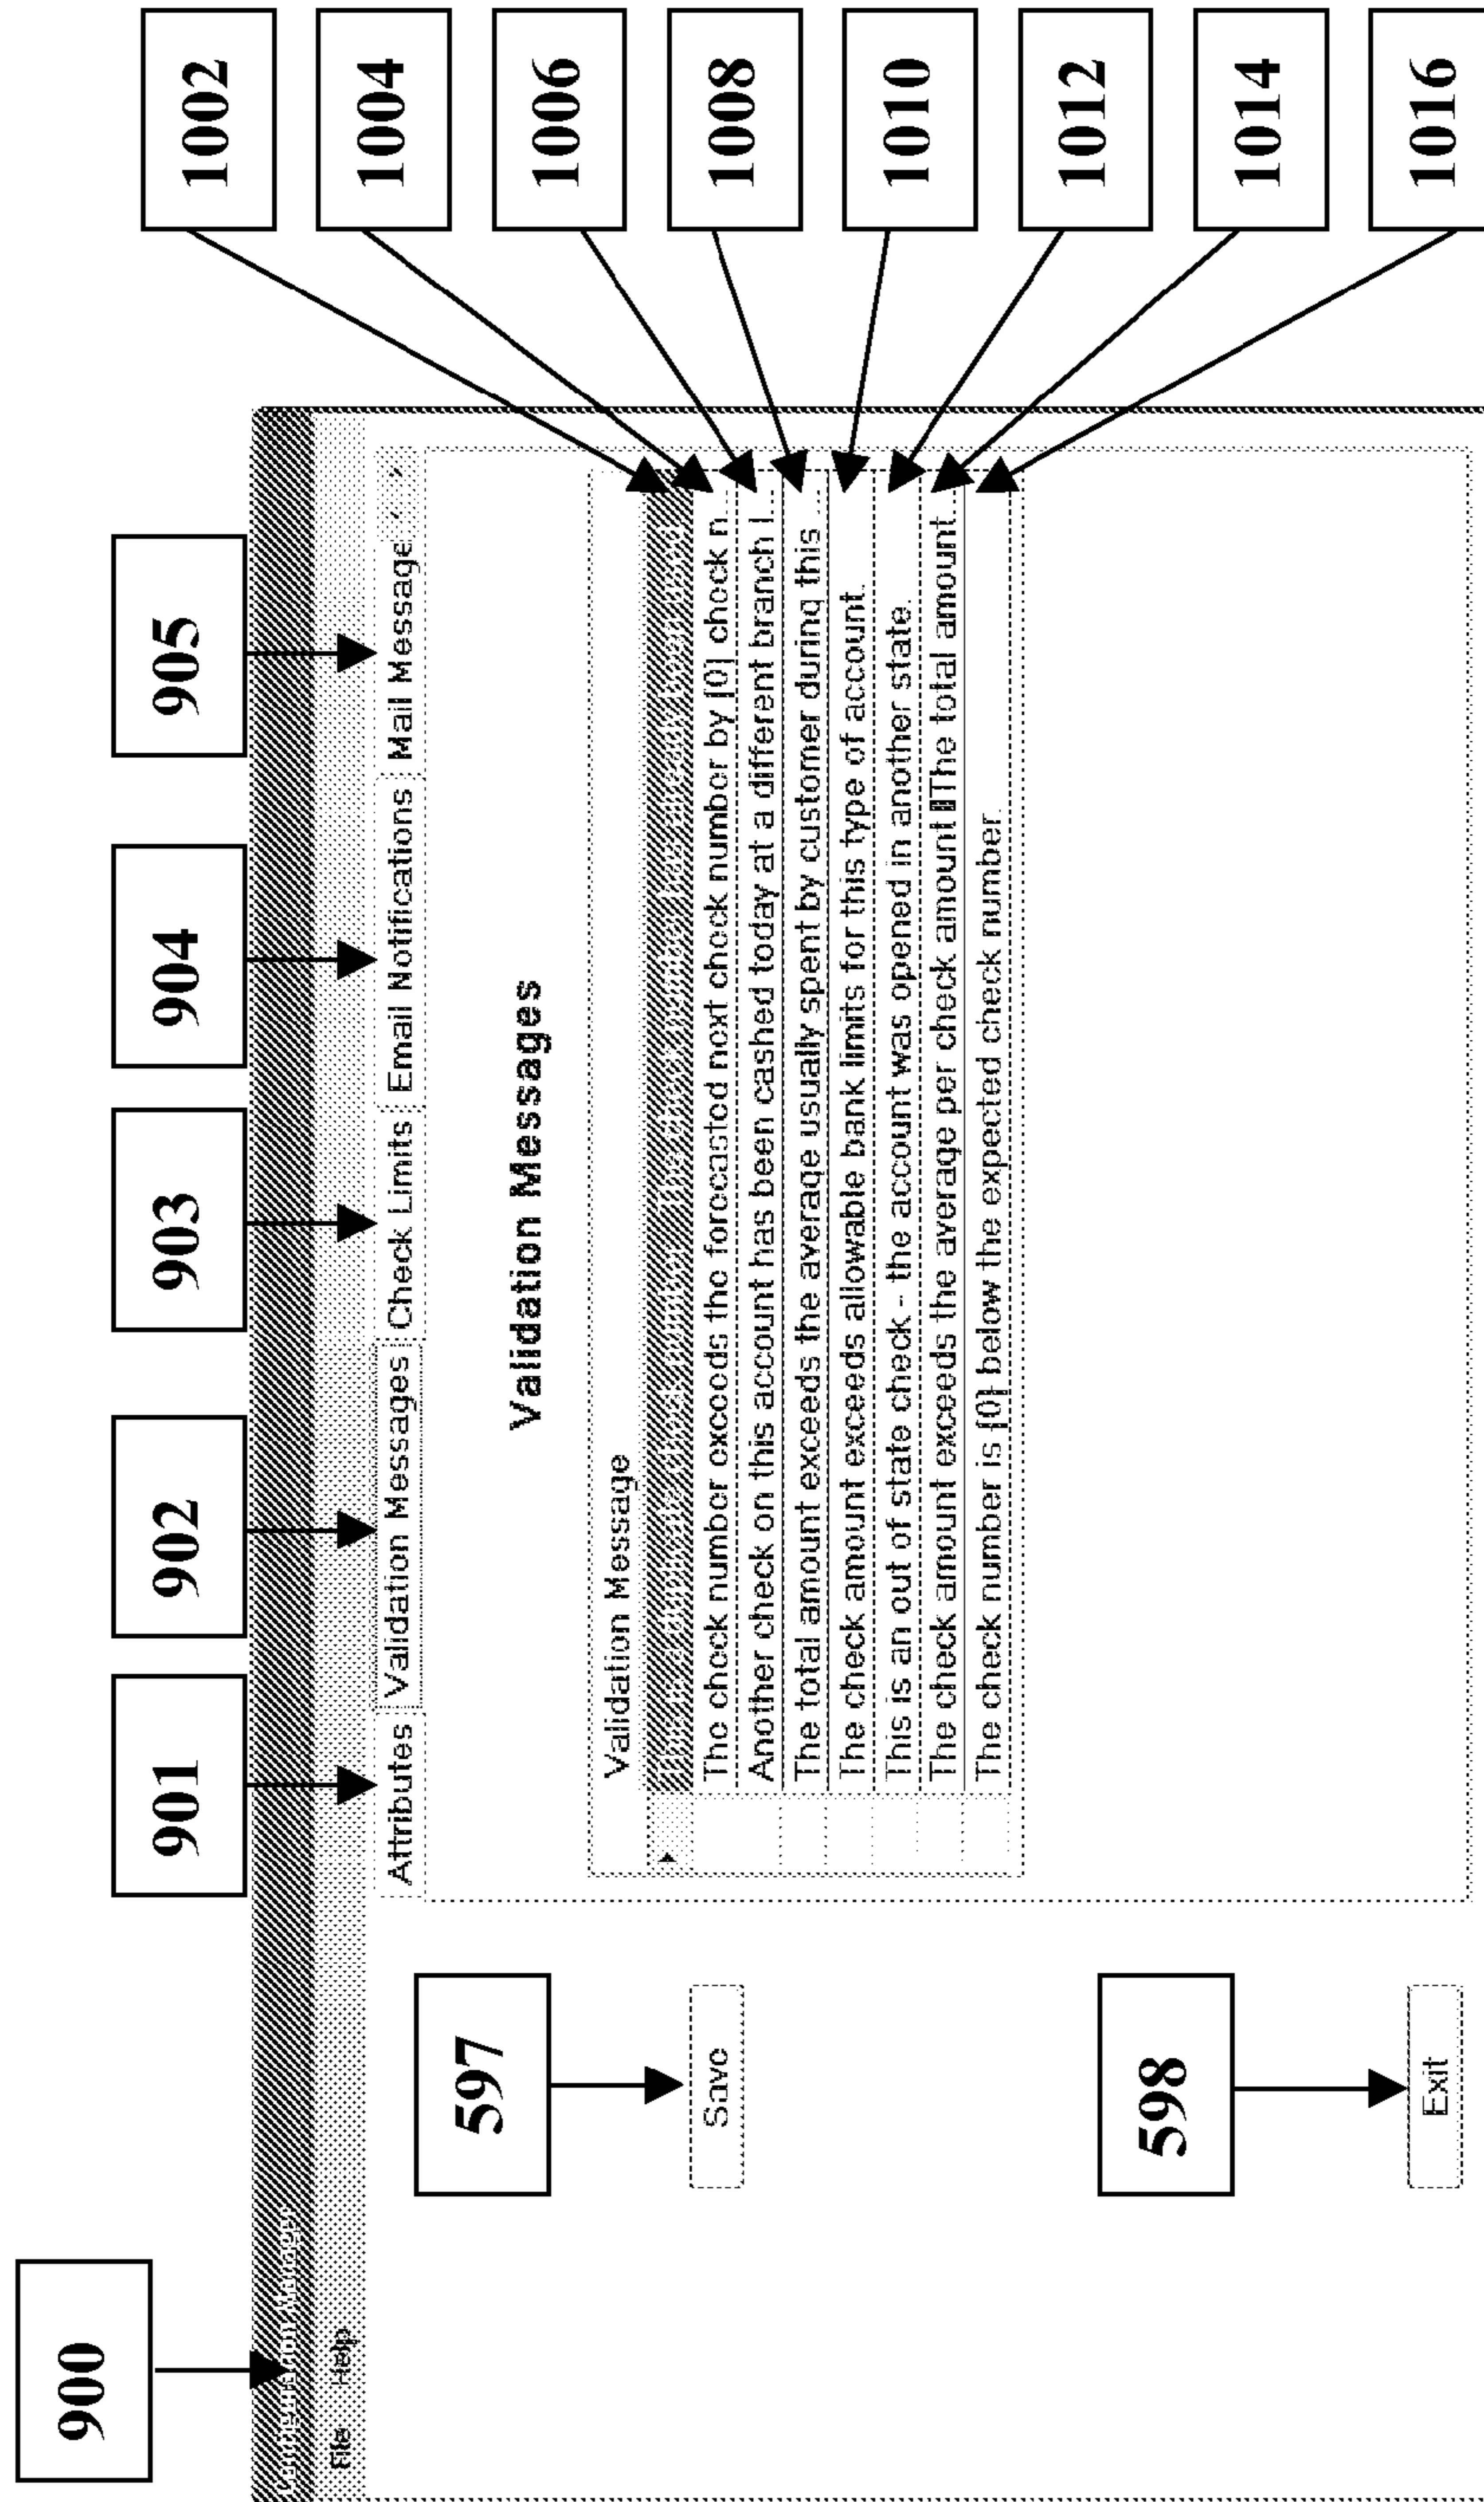 900
901
902
903
904
905
File Help
Attributes Validation Messages Check Limits Email Notifications Mail Message
597
Save
598
Exit
Validation Messages
Validation Message
The check number exceeds the forecasted next check number by [0] check n...
Another check on this account has been cashed today at a different branch l...
The total amount exceeds the average usually spent by customer during this ...
The check amount exceeds allowable bank limits for this type of account.
This is an out of state check - the account was opened in another state.
The check amount exceeds the average per check amount The total amount
The check number is [0] below the expected check number.
1002
1004
1006
1008
1010
1012
1014
1016